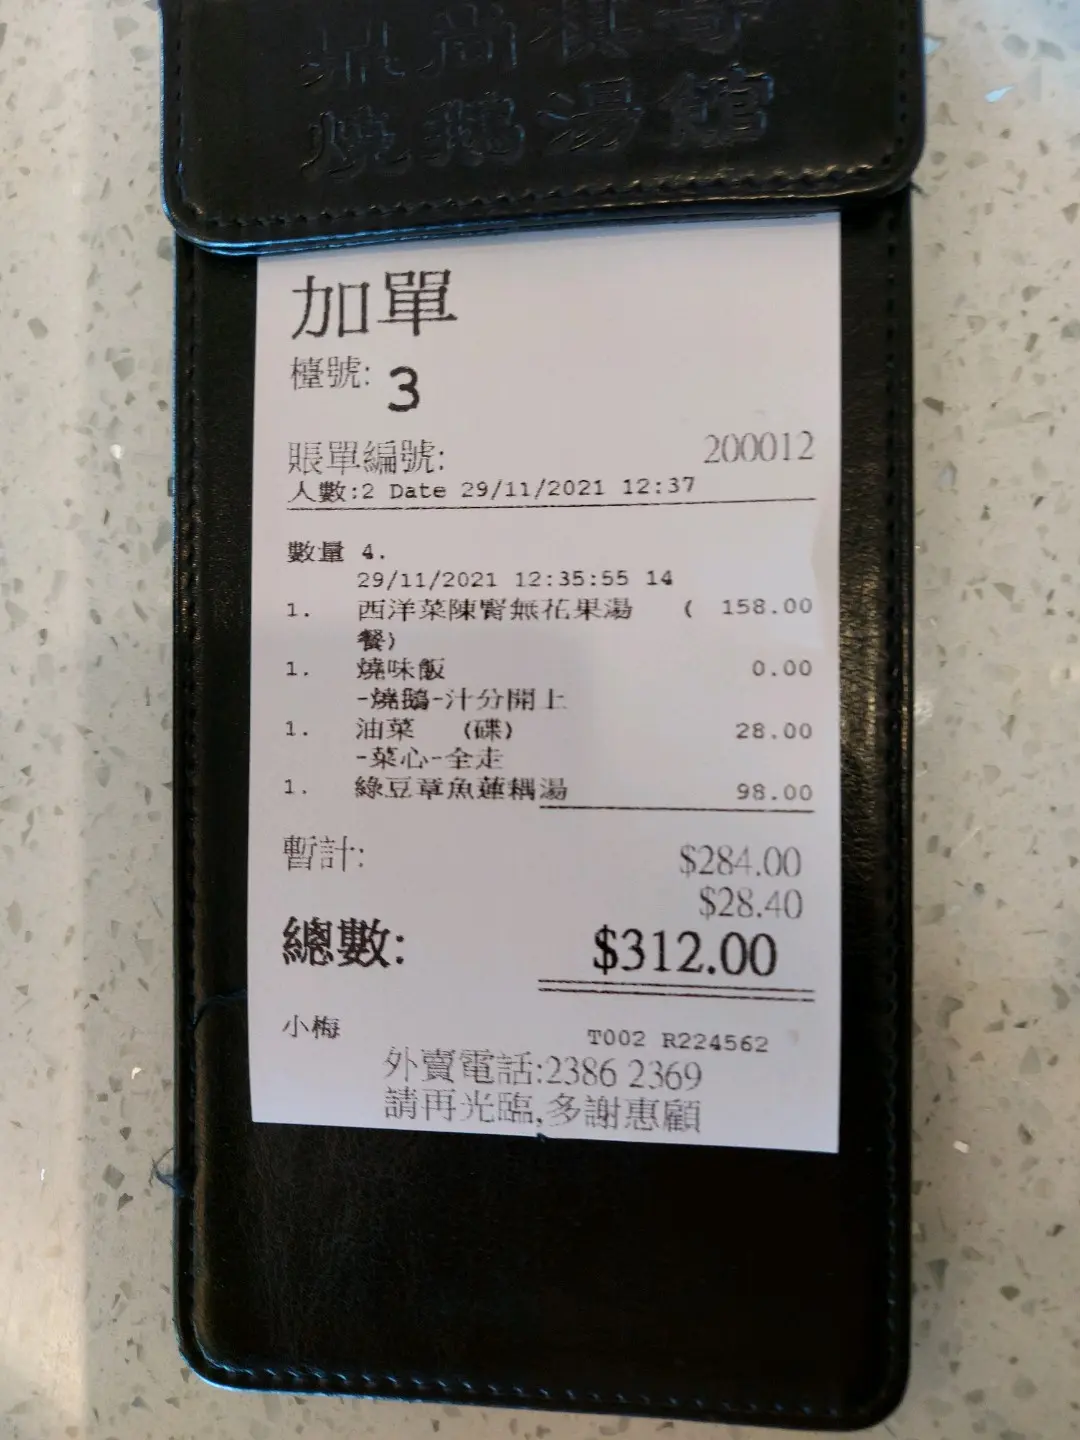 燒鵝湯館
加單
檯號: 3
賬單編號: 200012
人數:2 Date 29/11/2021 12:37
數量 4.
29/11/2021 12:35:55 14
1. 西洋菜陳腎無花果湯 ( 158.00
餐)
1. 燒味飯 0.00
-燒鵝-汁分開上
1. 油菜 (碟) 28.00
-菜心-全走
1. 綠豆章魚蓮耦湯 98.00
暫計: $284.00
$28.40
總數: $312.00
小梅 T002 R224562
外賣電話:2386 2369
請再光臨,多謝惠顧